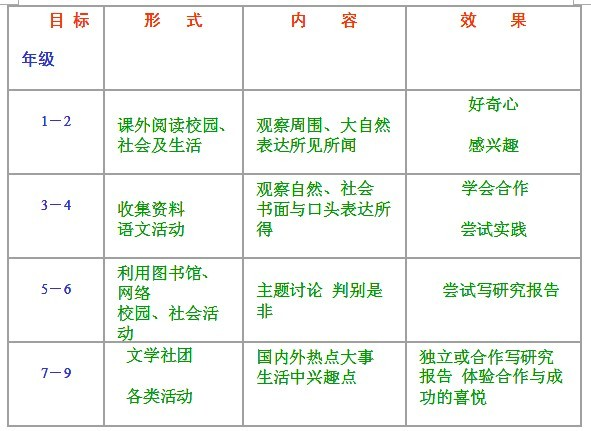 目 标 形 式 内 容 效 果
年级
1－2
课外阅读校园、
社会及生活
观察周围、大自然
表达所见所闻
好奇心
感兴趣
3－4
收集资料
语文活动
观察自然、社会
书面与口头表达所
得
学会合作
尝试实践
5－6
利用图书馆、
网络
校园、社会活
动
主题讨论 判别是
非
尝试写研究报告
7－9
文学社团
各类活动
国内外热点大事
生活中兴趣点
独立或合作写研究
报告 体验合作与成
功的喜悦